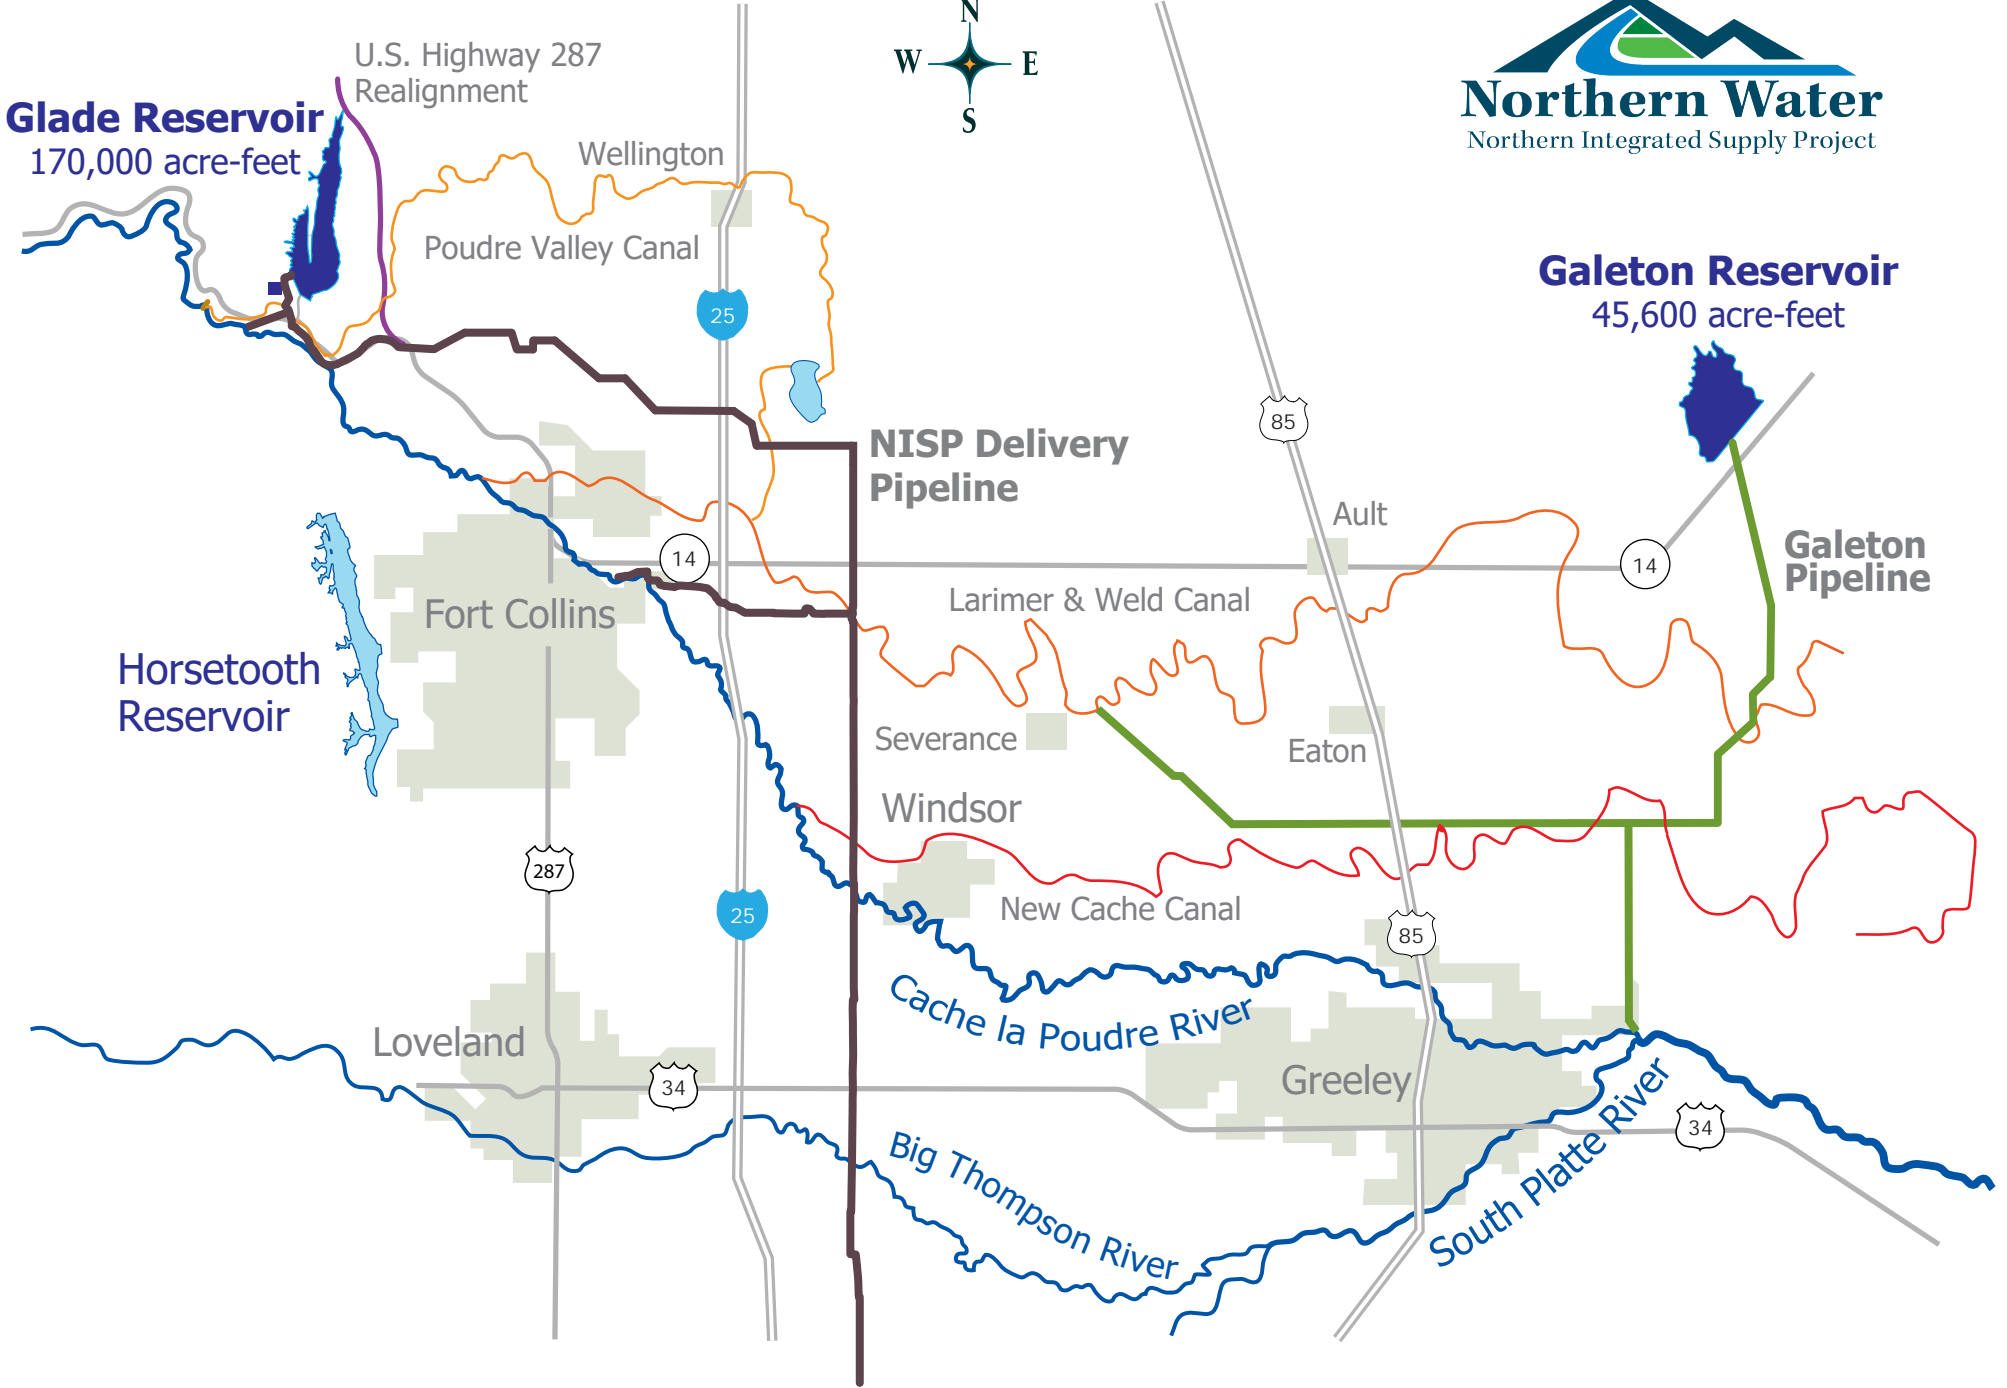 N
W
E
S
Northern Water
Northern Integrated Supply Project
U.S. Highway 287
Realignment
Glade Reservoir
170,000 acre-feet
Wellington
Poudre Valley Canal
25
Galeton Reservoir
45,600 acre-feet
85
NISP Delivery
Pipeline
Ault
14
14
Galeton
Pipeline
Larimer & Weld Canal
Fort Collins
Horsetooth
Reservoir
Severance
Eaton
Windsor
287
25
New Cache Canal
85
Cache la Poudre River
Loveland
34
Greeley
South Platte River
34
Big Thompson River